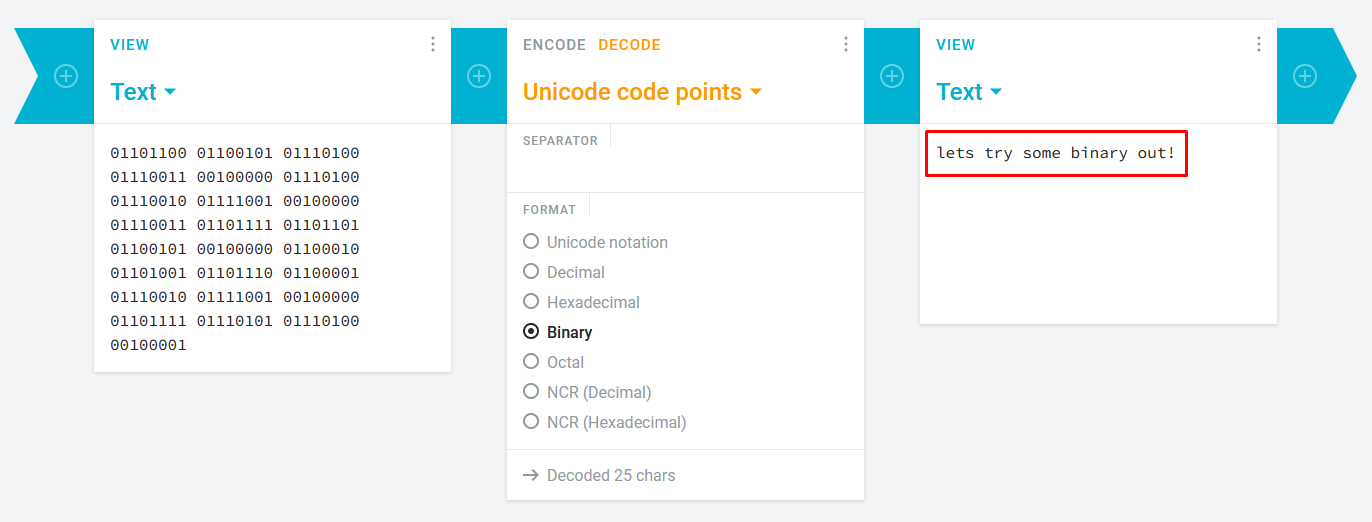 VIEW
Text
01101100 01100101 01110100
01110011 00100000 01110100
01110010 01111001 00100000
01110011 01101111 01101101
01100101 00100000 01100010
01101001 01101110 01100001
01110010 01111001 00100000
01101111 01110101 01110100
00100001
ENCODE DECODE
Unicode code points
SEPARATOR
FORMAT
Unicode notation
Decimal
Hexadecimal
Binary
Octal
NCR (Decimal)
NCR (Hexadecimal)
→ Decoded 25 chars
VIEW
Text
lets try some binary out!